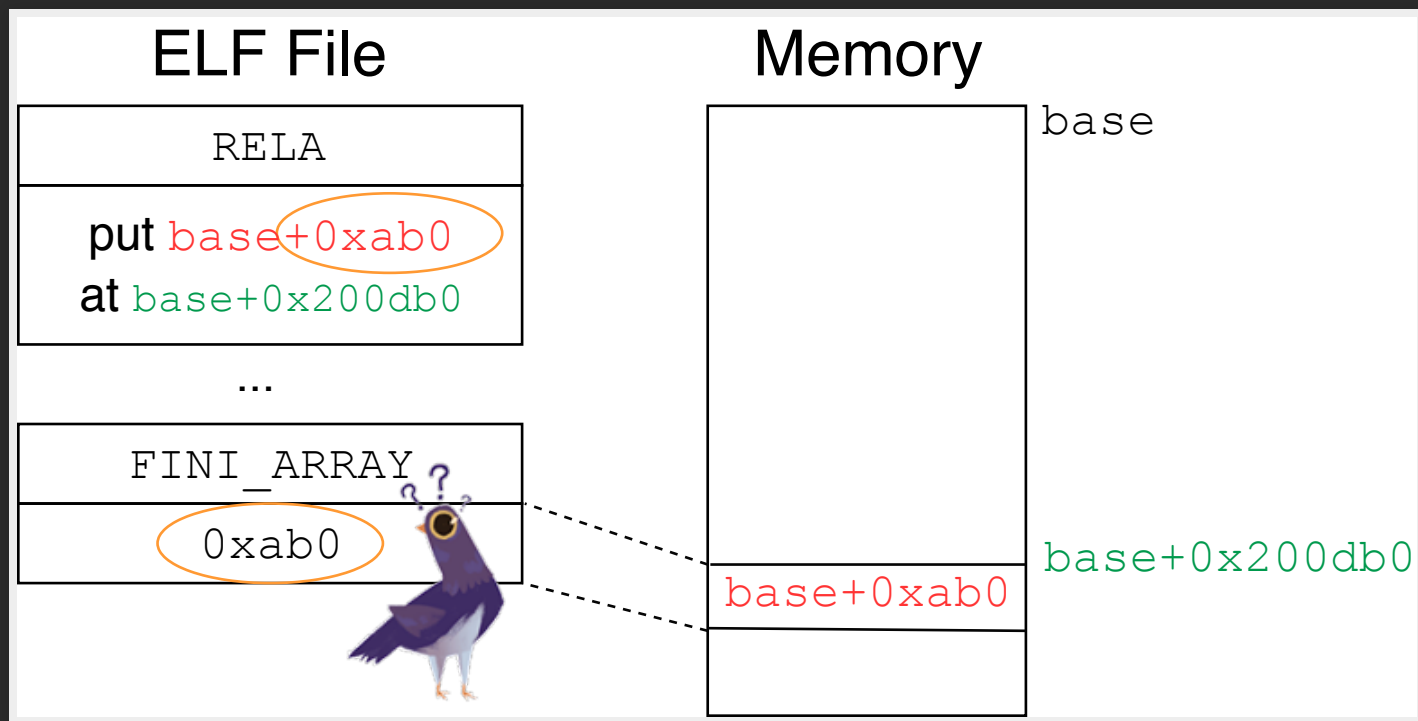 ELF File
RELA
put base+0xab0
at base+0x200db0
...
FINI_ARRAY
???
0xab0
Memory
base
base+0x200db0
base+0xab0